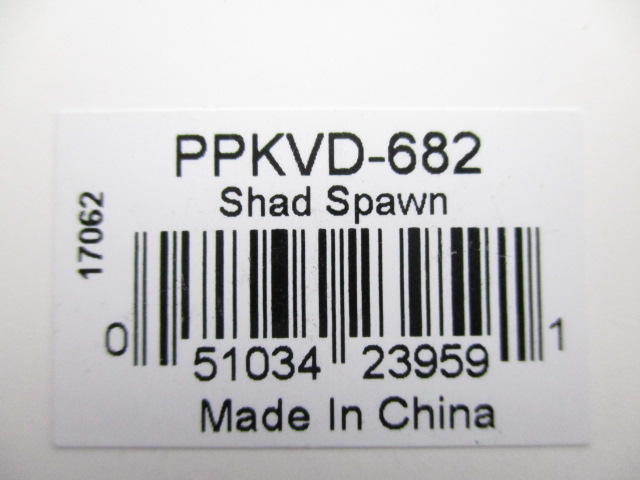 PPKVD-682
Shad Spawn
17062
0 51034 23959 1
Made In China